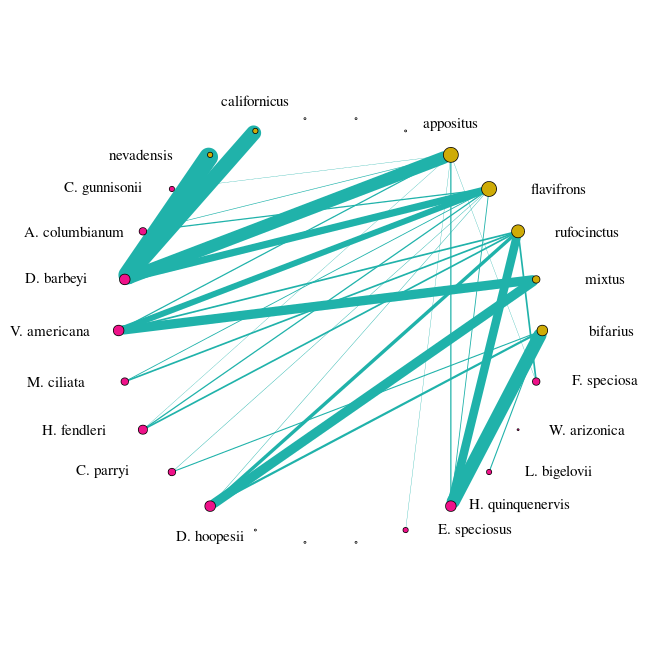 californicus
appositus
nevadensis
C. gunnisonii
flavifrons
A. columbianum
rufocinctus
D. barbeyi
mixtus
V. americana
bifarius
M. ciliata
F. speciosa
H. fendleri
W. arizonica
C. parryi
L. bigelovii
H. quinquenervis
D. hoopesii
E. speciosus